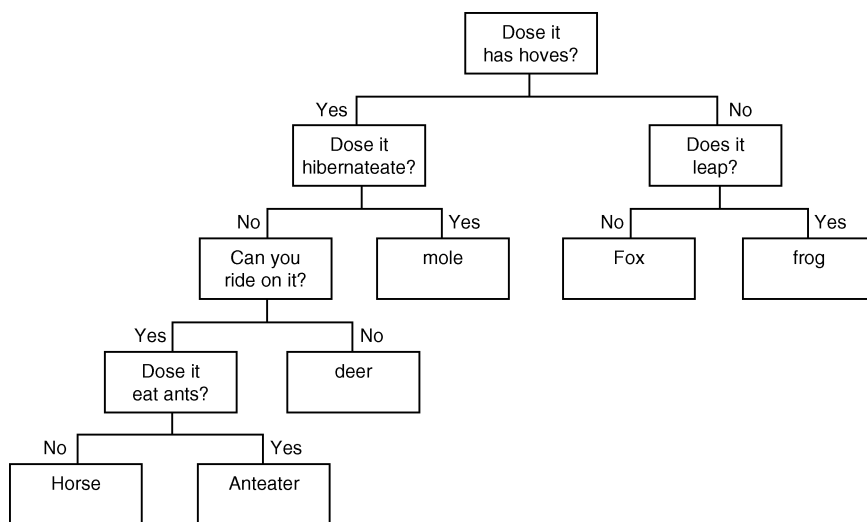 Dose it
has hoves?
Yes
No
Dose it
hibernateate?
Does it
leap?
No
Yes
No
Yes
Can you
ride on it?
mole
Fox
frog
Yes
No
Dose it
eat ants?
deer
No
Yes
Horse
Anteater